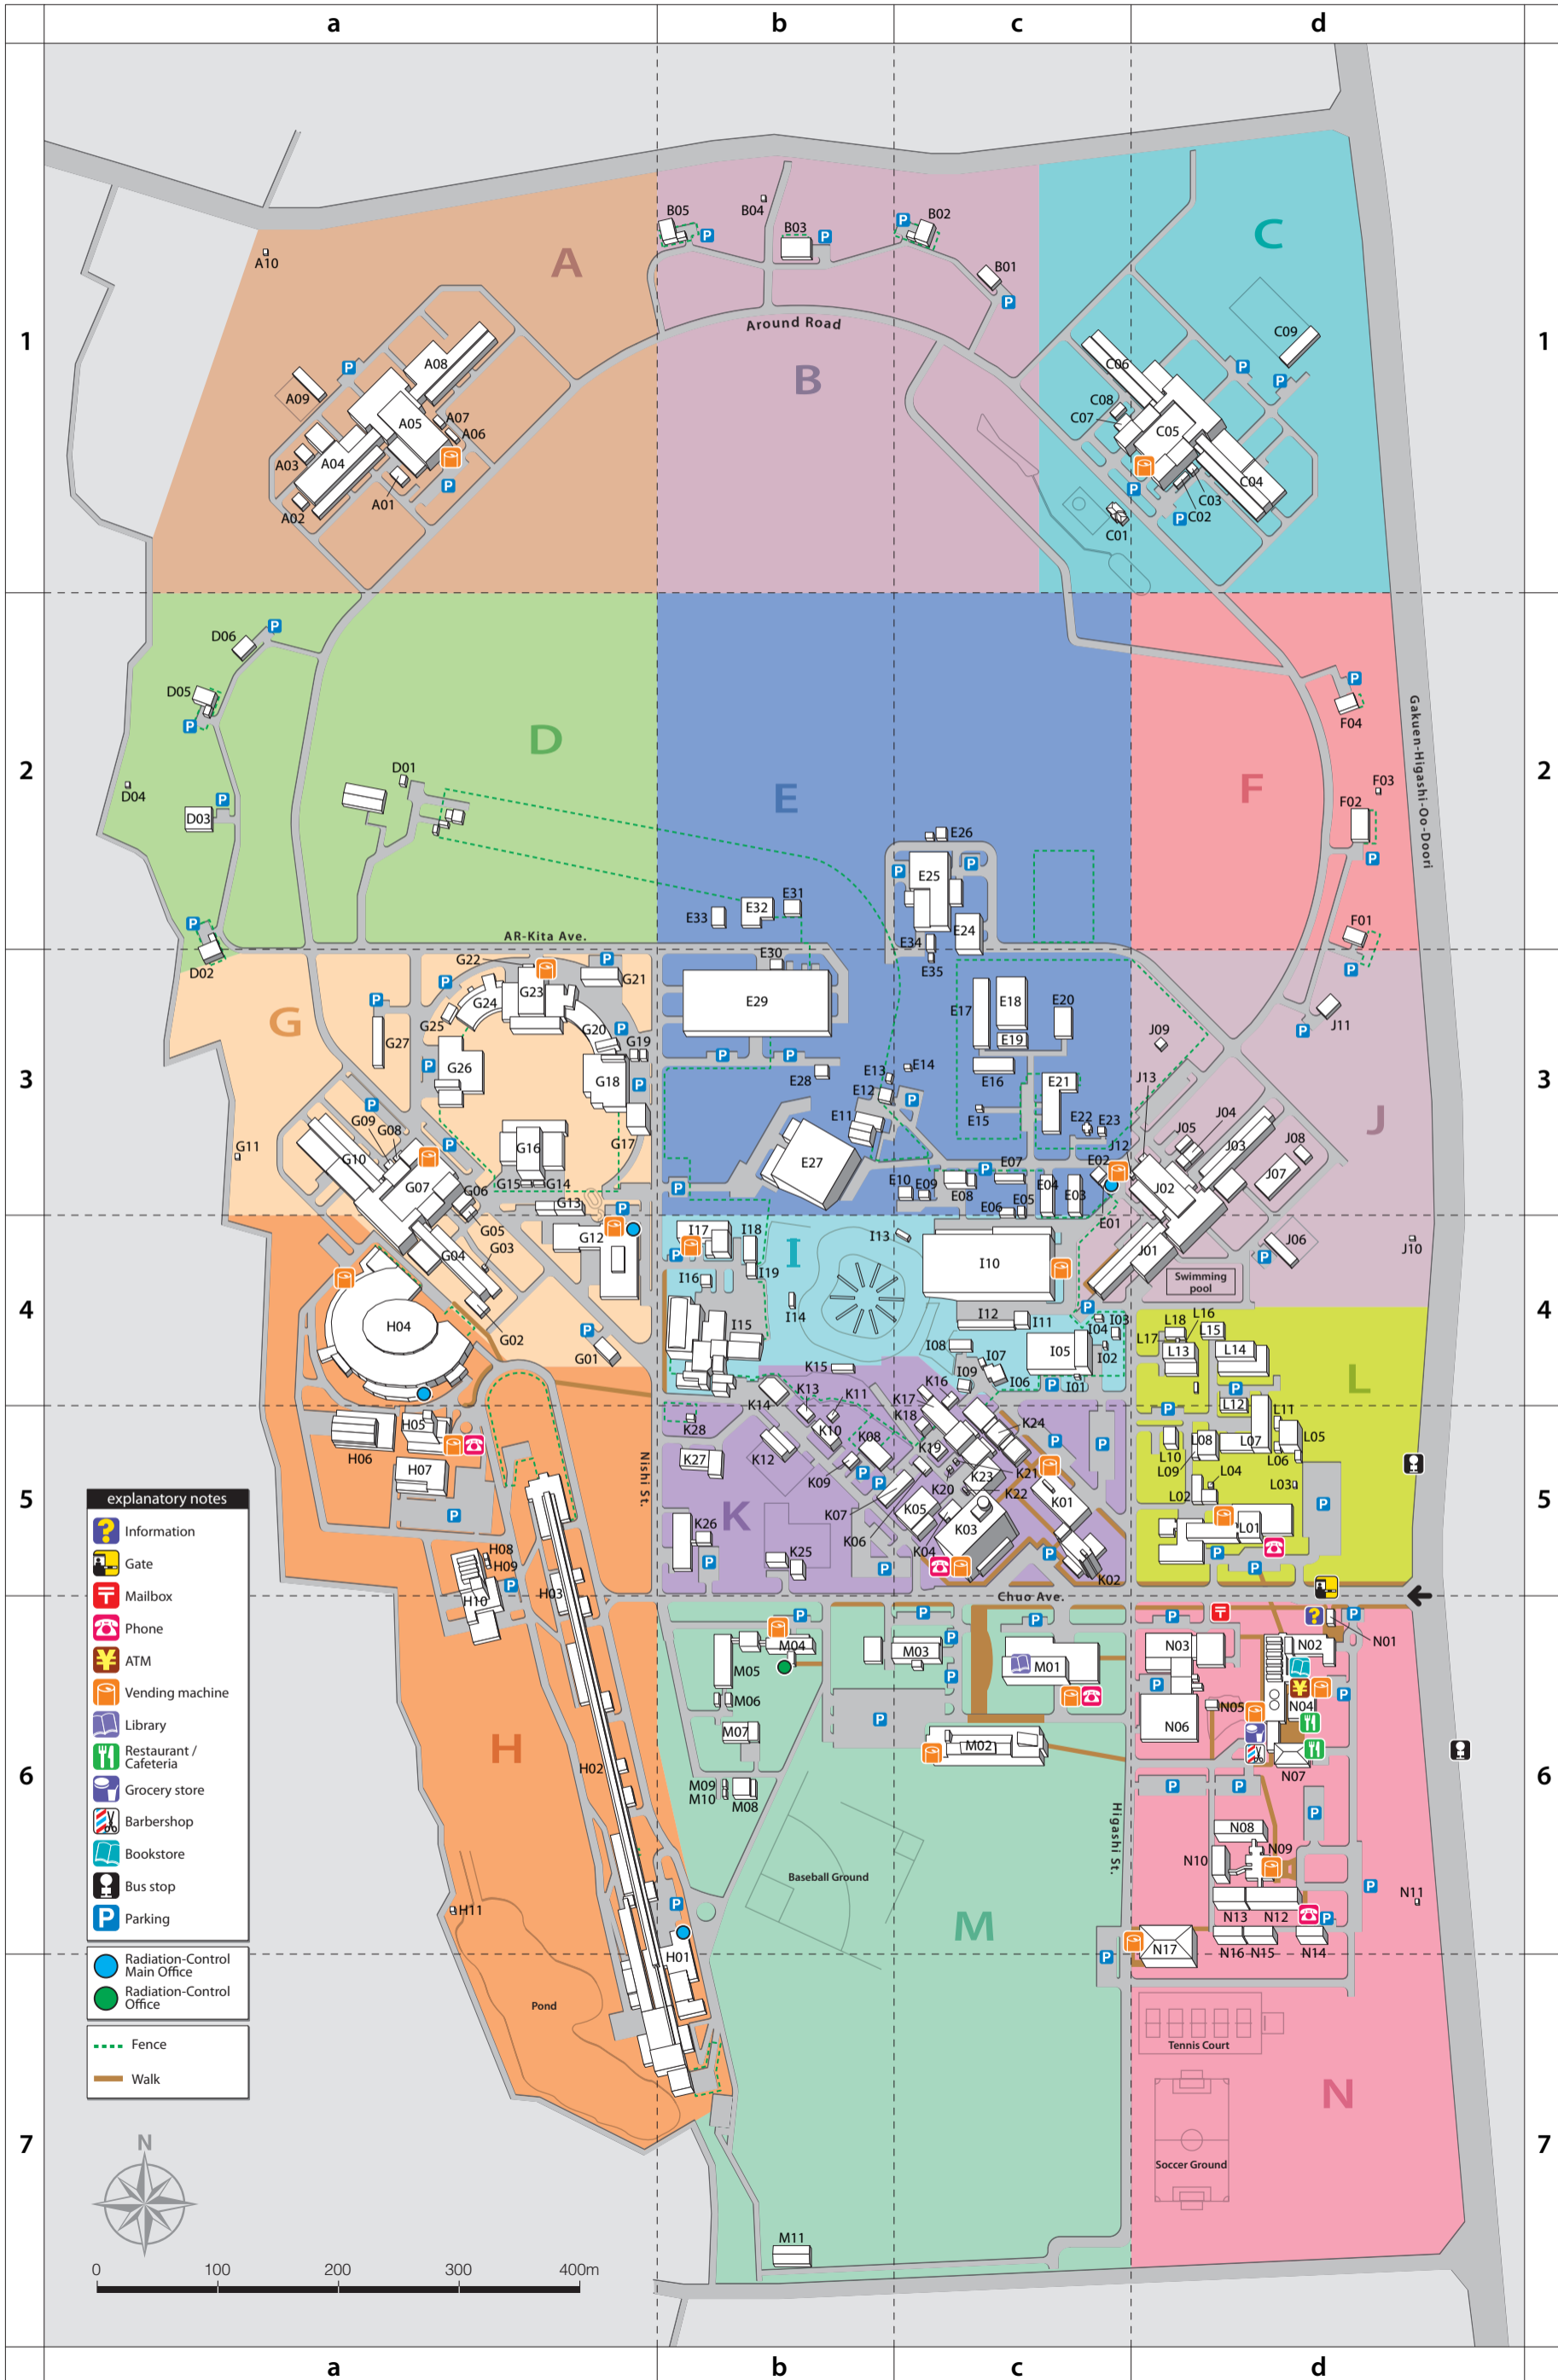 a b c d
1 1
2 2
3 3
4 4
5 5
6 6
7 7
a b c d
A
A10
A09
A08
A07
A06
A05
A04
A03
A02
A01
P
P
B
B05
B04
B03
B02
B01
P
P
P
P
Around Road
C
C09
C06
C08
C07
C05
C04
C03
C02
C01
P
P
P
P
D
D06
D05
D04
D03
D02
D01
P
P
P
P
AR-Kita Ave.
E
E26
E25
E24
E34
E35
E31
E32
E33
E30
E29
E28
E27
E17
E18
E19
E20
E16
E15
E14
E13
E12
E11
E21
E22
E23
E10
E09
E08
E07
E06
E05
E04
E03
E02
E01
P
P
P
P
P
P
P
F
F04
F03
F02
F01
P
P
P
Gakuen-Higashi-Oo-Doori
G
G22
G23
G24
G25
G21
G20
G19
G18
G17
G27
G26
G16
G15
G14
G13
G12
G11
G10
G09
G08
G07
G06
G05
G04
G03
G02
G01
P
P
P
P
P
P
P
P
P
P
J
J11
J09
J13
J12
J05
J04
J03
J08
J07
J02
J01
J06
J10
P
P
Swimming
pool
I
I17
I18
I19
I16
I15
I14
I13
I10
I12
I11
I08
I09
I07
I06
I05
I04
I03
I02
I01
P
P
P
H
H04
H05
H06
H07
H08
H09
H10
H03
H02
H11
H01
P
P
P
Pond
Nishi St.
K
K15
K14
K13
K11
K10
K12
K28
K27
K26
K25
K09
K08
K07
K06
K05
K04
K03
K02
K01
K16
K17
K18
K19
K20
K21
K22
K23
K24
P
P
P
P
P
P
P
Chuo Ave.
L
L18
L16
L17
L15
L13
L14
L12
L11
L10
L09
L08
L07
L06
L05
L04
L03
L02
L01
P
P
P
P
P
M
M04
M05
M06
M07
M08
M09
M10
M03
M01
M02
M11
P
P
P
P
P
P
P
Baseball Ground
Higashi St.
N
N01
N02
N03
N04
N05
N06
N07
N08
N09
N10
N11
N12
N13
N14
N15
N16
N17
P
P
P
P
P
P
P
P
P
Tennis Court
Soccer Ground
explanatory notes
Information
Gate
Mailbox
Phone
ATM
Vending machine
Library
Restaurant /
Cafeteria
Grocery store
Barbershop
Bookstore
Bus stop
P Parking
Radiation-Control
Main Office
Radiation-Control
Office
Fence
Walk
N
0 100 200 300 400m